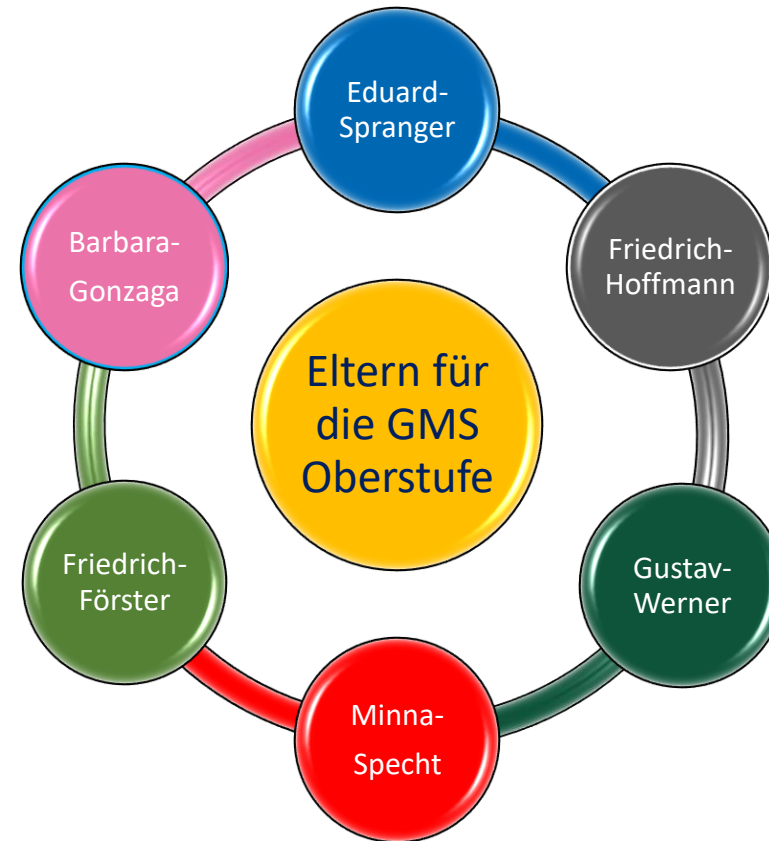 Eduard-
Spranger
Barbara-
Gonzaga
Friedrich-
Hoffmann
Eltern für
die GMS
Oberstufe
Friedrich-
Förster
Gustav-
Werner
Minna-
Specht